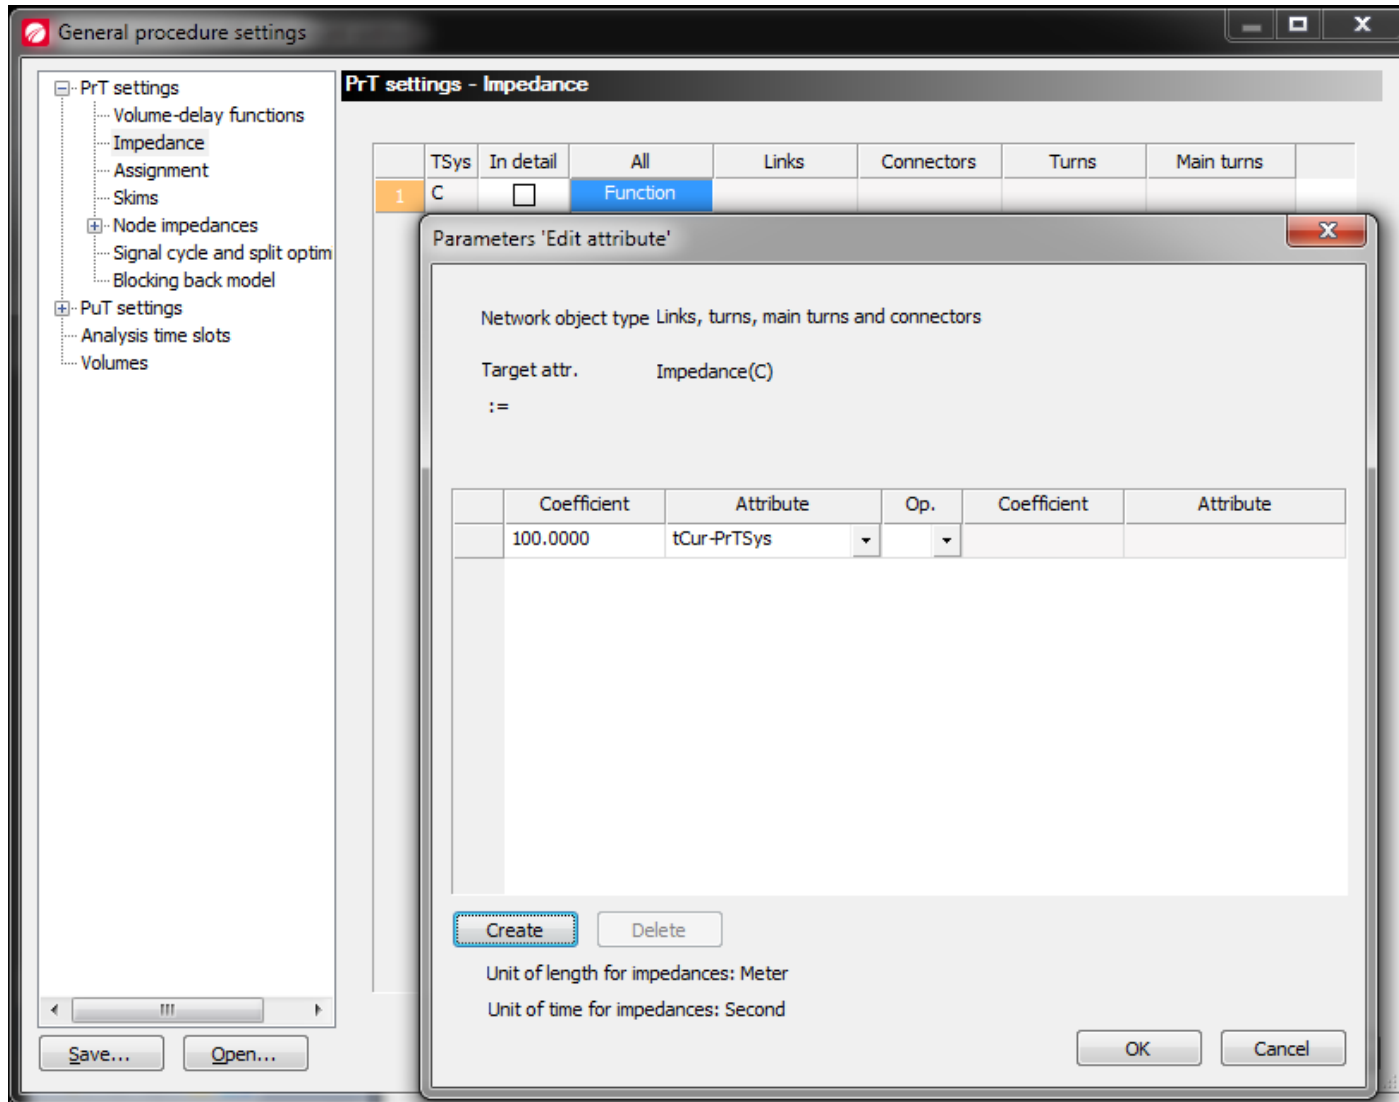 General procedure settings
PrT settings
Volume-delay functions
Impedance
Assignment
Skims
Node impedances
Signal cycle and split optim
Blocking back model
PuT settings
Analysis time slots
Volumes
Save...
Open...
PrT settings - Impedance
TSys In detail All Links Connectors Turns Main turns
1 C Function
Parameters 'Edit attribute'
Network object type Links, turns, main turns and connectors
Target attr. Impedance(C)
:=
Coefficient Attribute Op. Coefficient Attribute
100.0000 tCur-PrTSys
Create Delete
Unit of length for impedances: Meter
Unit of time for impedances: Second
OK Cancel